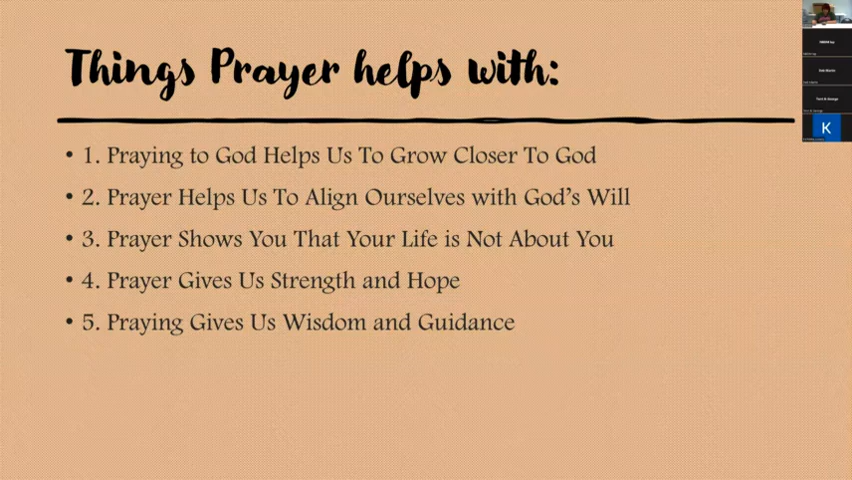 Things Prayer helps with:
• 1. Praying to God Helps Us To Grow Closer To God
• 2. Prayer Helps Us To Align Ourselves with God’s Will
• 3. Prayer Shows You That Your Life is Not About You
• 4. Prayer Gives Us Strength and Hope
• 5. Praying Gives Us Wisdom and Guidance
K